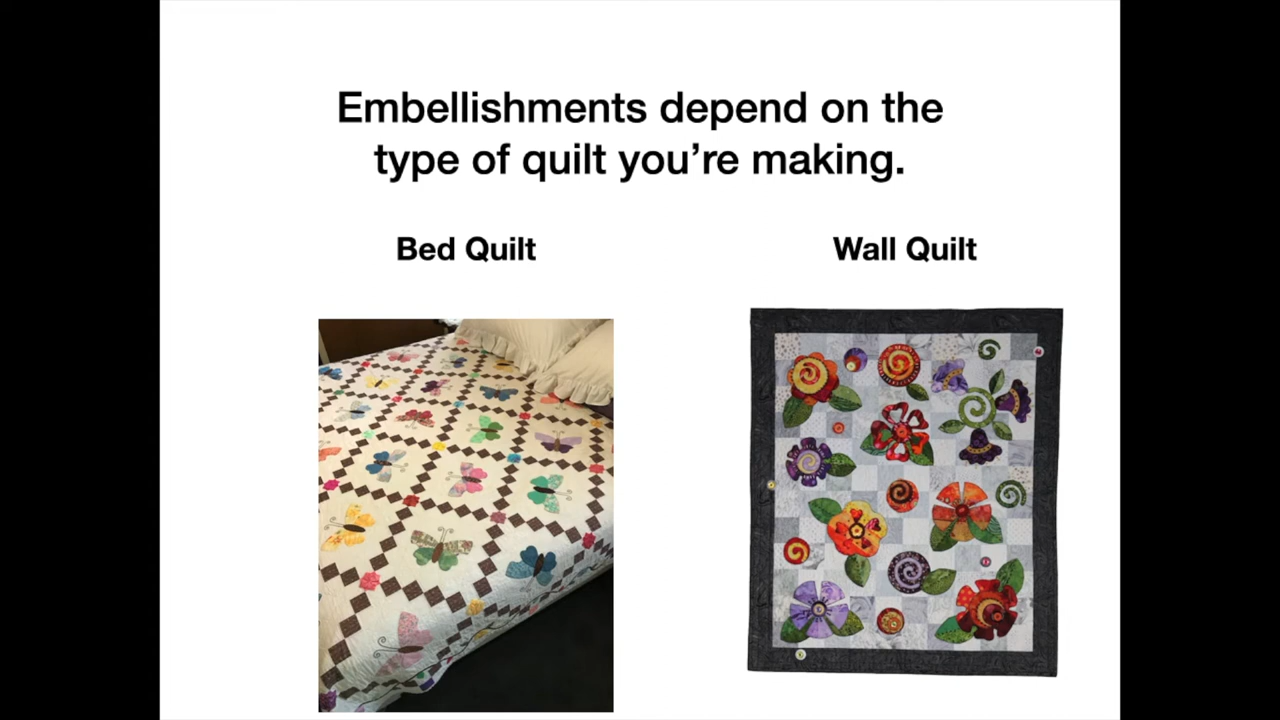 Embellishments depend on the
type of quilt you’re making.
Bed Quilt
Wall Quilt